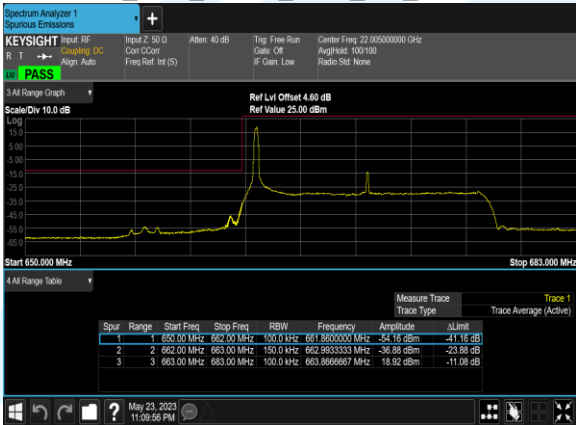 Spectrum Analyzer 1
Spurious Emissions
+
KEYSIGHT Input: RF Input Z: 50 Ω Atten: 40 dB Trig: Free Run Center Freq: 22.005000000 GHz
R T Coupling: DC Corr CCorr Gate: Off Avg|Hold: 100/100
Align: Auto Freq Ref: Int (S) IF Gain: Low Radio Std: None
PASS
3 All Range Graph
Ref Lvl Offset 4.60 dB
Scale/Div 10.0 dB Ref Value 25.00 dBm
Log
15.0
5.00
-5.00
-15.0
-25.0
-35.0
-45.0
-55.0
-65.0
Start 650.000 MHz Stop 683.000 MHz
4 All Range Table
Measure Trace Trace 1
Trace Type Trace Average (Active)
Spur Range Start Freq Stop Freq RBW Frequency Amplitude ΔLimit
1 1 650.00 MHz 662.00 MHz 100.0 kHz 661.8600000 MHz -54.16 dBm -41.16 dB
2 2 662.00 MHz 663.00 MHz 150.0 kHz 662.9933333 MHz -36.88 dBm -23.88 dB
3 3 663.00 MHz 683.00 MHz 100.0 kHz 663.8666667 MHz 18.92 dBm -11.08 dB
? May 23, 2023
11:09:56 PM